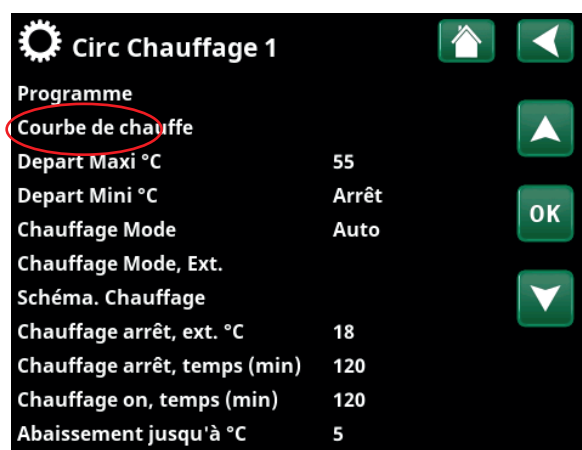 Circ Chauffage 1
Programme
Courbe de chauffe
Depart Maxi °C 55
Depart Mini °C Arrêt
Chauffage Mode Auto
OK
Chauffage Mode, Ext.
Schéma. Chauffage
Chauffage arrêt, ext. °C 18
Chauffage arrêt, temps (min) 120
Chauffage on, temps (min) 120
Abaissement jusqu'à °C 5